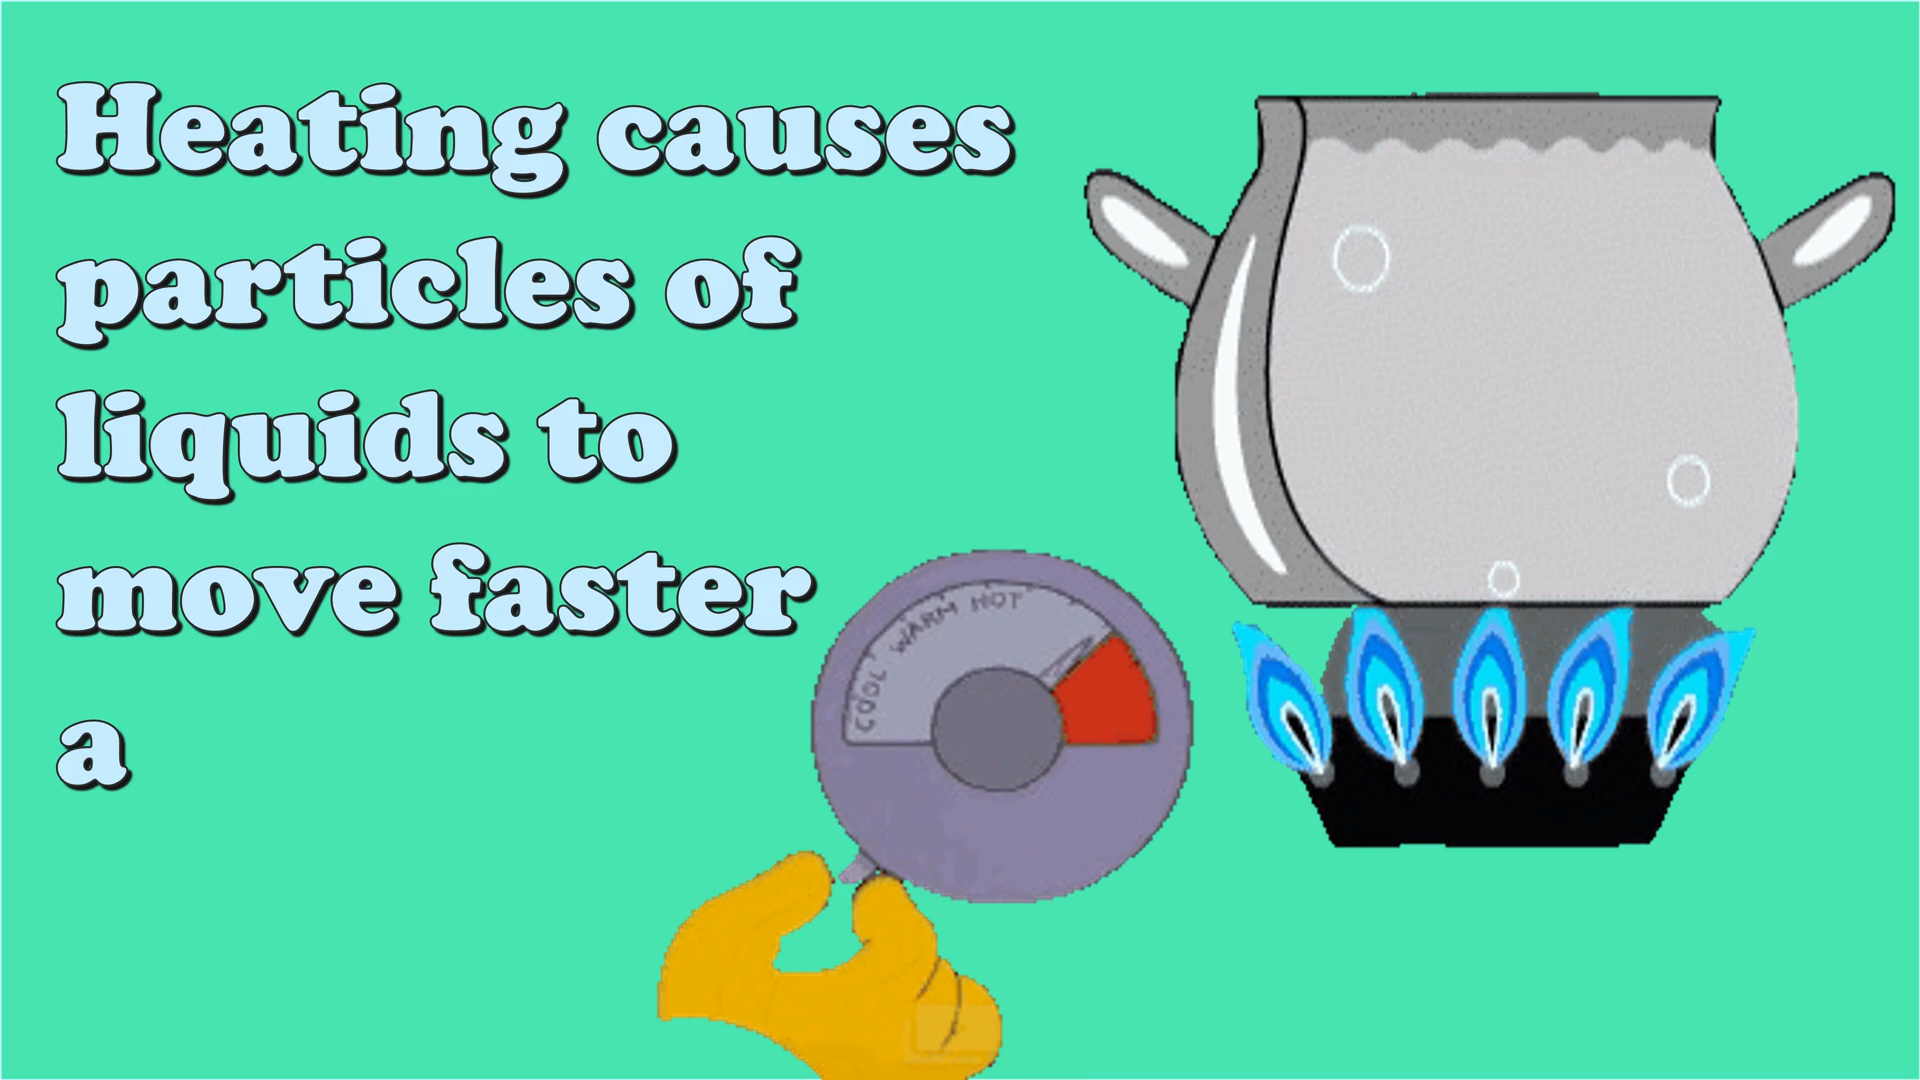 Heating causes
particles of
liquids to
move faster
a
COOL WARM HOT